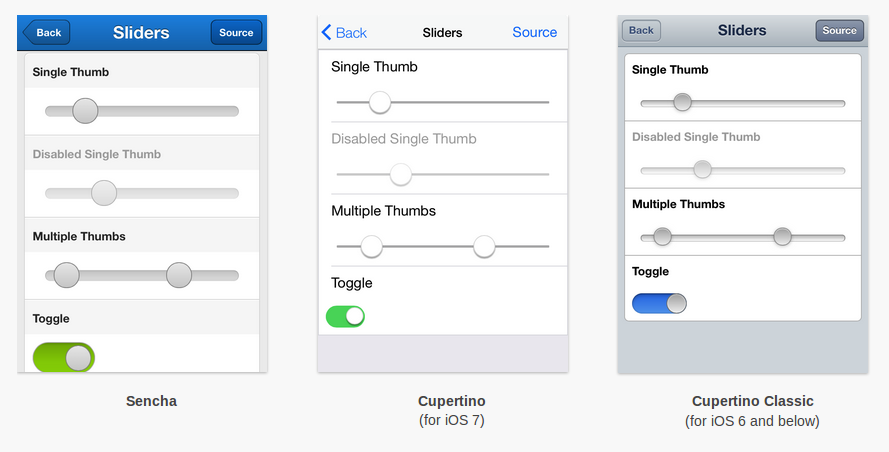 Back Sliders Source
Single Thumb
Disabled Single Thumb
Multiple Thumbs
Toggle
Sencha
Back Sliders Source
Single Thumb
Disabled Single Thumb
Multiple Thumbs
Toggle
Cupertino
(for iOS 7)
Back Sliders Source
Single Thumb
Disabled Single Thumb
Multiple Thumbs
Toggle
Cupertino Classic
(for iOS 6 and below)